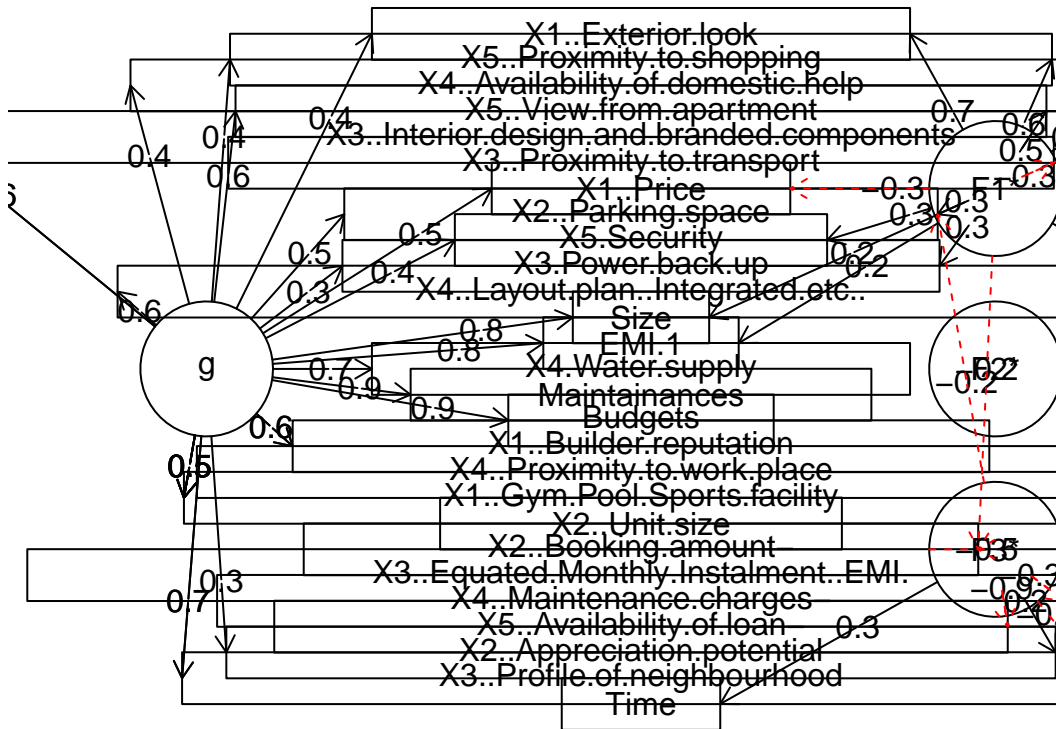 X1..Exterior.look
X5..Proximity.to.shopping
X4..Availability.of.domestic.help
X5..View.from.apartment
X3..Interior.design.and.branded.components
X3..Proximity.to.transport
X1..Price
X2..Parking.space
X5.Security
X3.Power.back.up
X4..Layout.plan..Integrated.etc..
Size
EMI.1
X4.Water.supply
Maintainances
Budgets
X1..Builder.reputation
X4..Proximity.to.work.place
X1..Gym.Pool.Sports.facility
X2..Unit.size
X2..Booking.amount
X3..Equated.Monthly.Instalment..EMI.
X4..Maintenance.charges
X5..Availability.of.loan
X2..Appreciation.potential
X3..Profile.of.neighbourhood
Time
g
0.4
0.4
0.6
0.4
0.5
0.5
0.3
0.4
0.6
0.8
0.8
0.7
0.9
0.9
0.6
0.5
0.3
0.7
0.7
0.6
0.5
−0.3
−0.3
0.3
0.3
0.3
0.2
0.2
−0.2
0.3